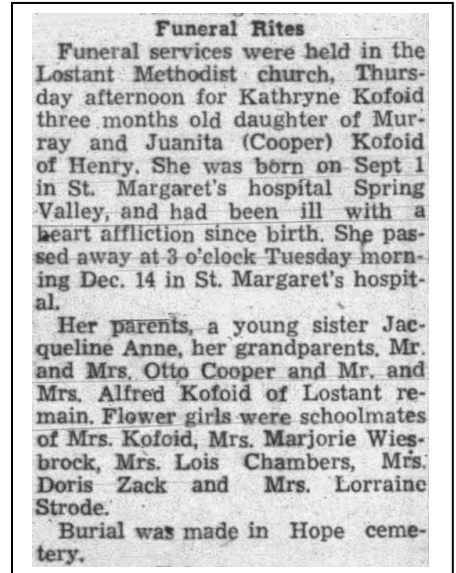 Funeral Rites
Funeral services were held in the
Lostant Methodist church, Thurs-
day afternoon for Kathryne Kofoid
three months old daughter of Mur-
ray and Juanita (Cooper) Kofoid
of Henry. She was born on Sept 1
in St. Margaret's hospital Spring
Valley, and had been ill with a
heart affliction since birth. She pas-
sed away at 3 o'clock Tuesday morn-
ing Dec. 14 in St. Margaret's hospit-
al.
Her parents, a young sister Jac-
queline Anne, her grandparents, Mr.
and Mrs. Otto Cooper and Mr. and
Mrs. Alfred Kofoid of Lostant re-
main. Flower girls were schoolmates
of Mrs. Kofoid, Mrs. Marjorie Wies-
brock, Mrs. Lois Chambers, Mrs.
Doris Zack and Mrs. Lorraine
Strode.
Burial was made in Hope ceme-
tery.